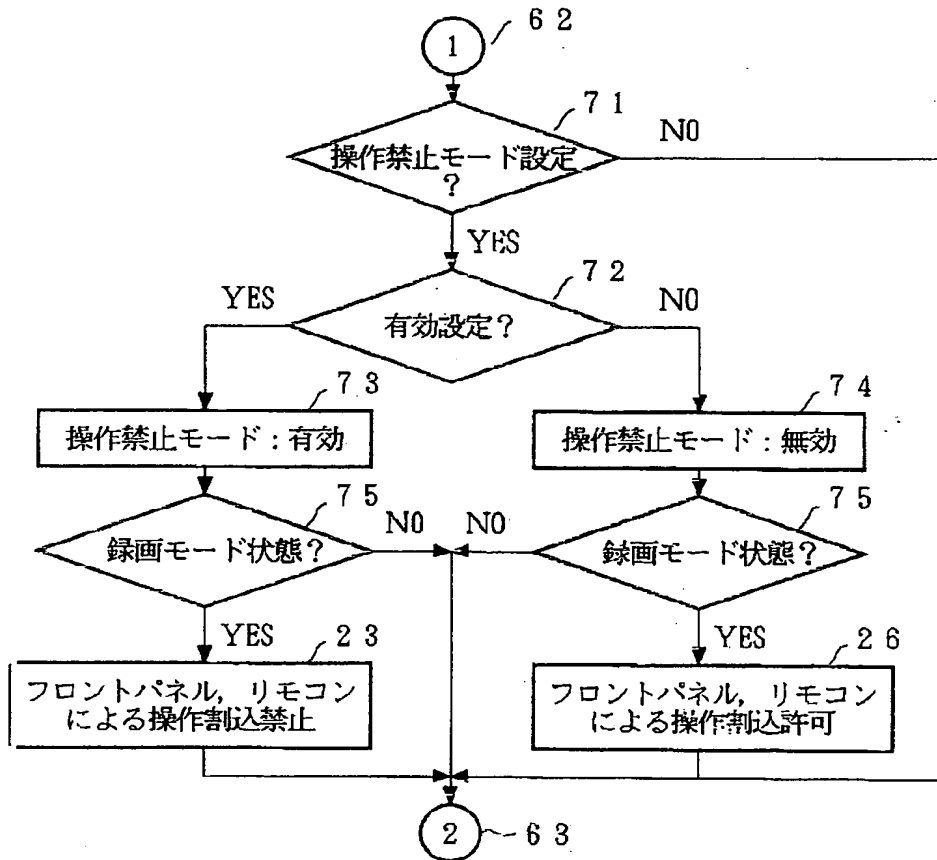 1
６２
７１
操作禁止モード設定
？
NO
YES
７２
有効設定？
YES
NO
７３
操作禁止モード：有効
７４
操作禁止モード：無効
７５
録画モード状態？
NO
NO
７５
録画モード状態？
YES
２３
YES
２６
フロントパネル，リモコン
による操作割込禁止
フロントパネル，リモコン
による操作割込許可
2
６３